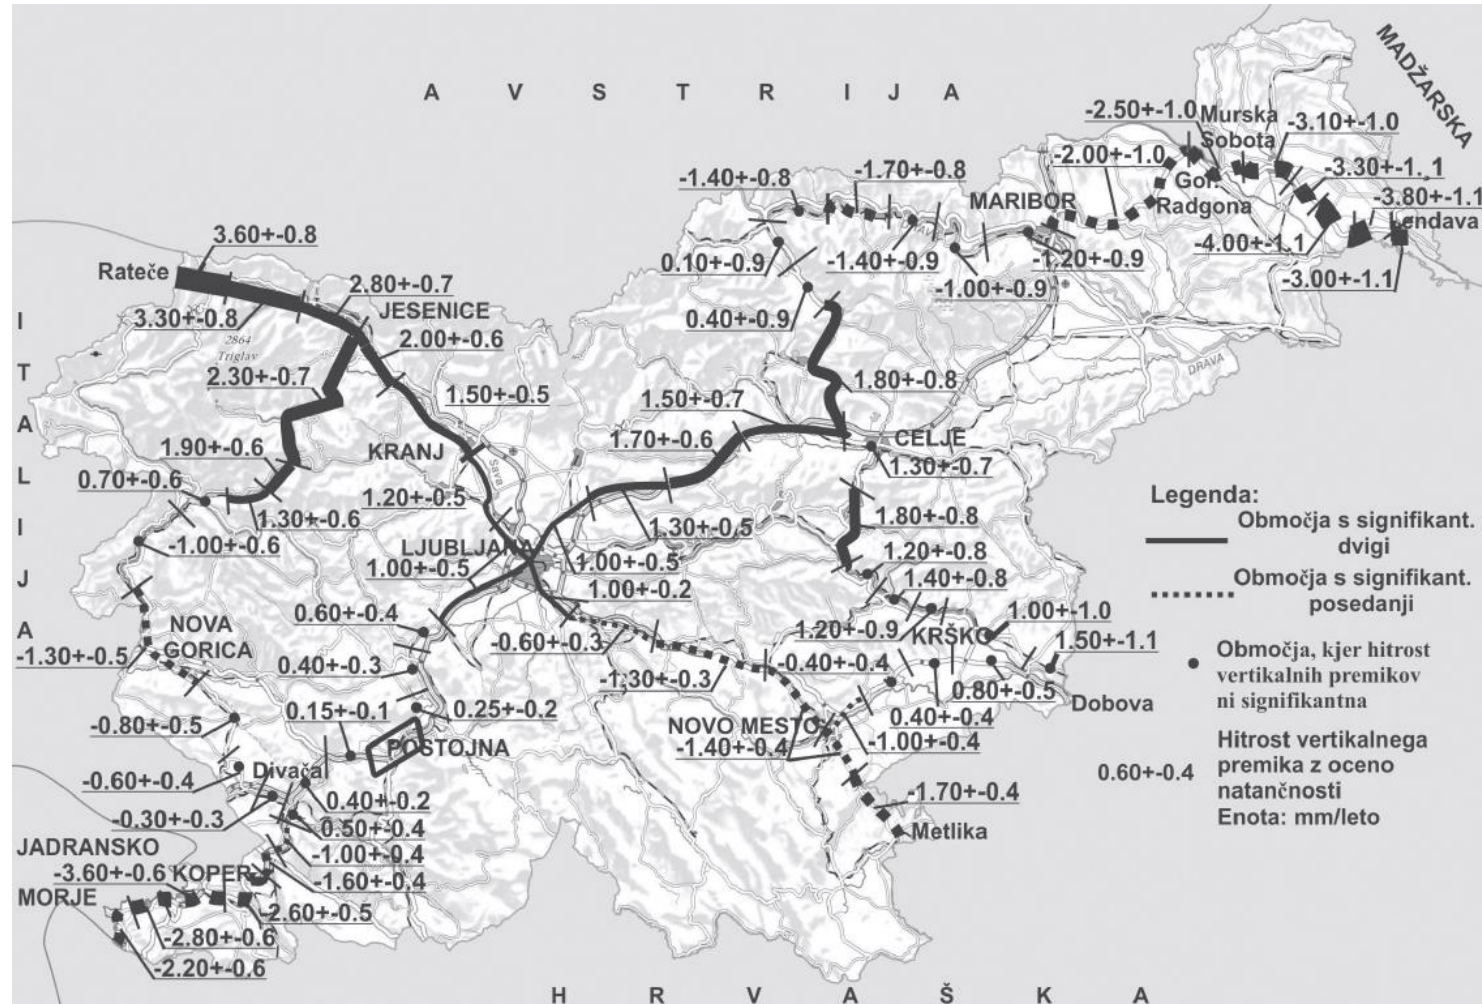 A V S T R I J A
MADŽARSKA
-2.50+-1.0
Murska
Sobota
-3.10+-1.0
-2.00+-1.0
-3.30+-1.1
-1.70+-0.8
-1.40+-0.8
MARIBOR
Gor.
Radgona
-3.80+-1.1
Lendava
3.60+-0.8
Rateče
0.10+-0.9
-1.40+-0.9
-1.20+-0.9
-4.00+-1.1
-3.00+-1.1
2.80+-0.7
-1.00+-0.9
JESENICE
3.30+-0.8
0.40+-0.9
2864
Triglav
2.00+-0.6
DRAVA
2.30+-0.7
1.80+-0.8
1.50+-0.5
1.50+-0.7
I T A L I J A
1.90+-0.6
KRANJ
1.70+-0.6
CELJE
1.30+-0.7
0.70+-0.6
Sava
1.20+-0.5
1.30+-0.6
1.30+-0.5
1.80+-0.8
-1.00+-0.6
LJUBLJANA
1.00+-0.5
1.00+-0.5
1.20+-0.8
1.00+-0.2
1.40+-0.8
0.60+-0.4
1.00+-1.0
NOVA
GORICA
-0.60+-0.3
1.20+-0.9
KRŠKO
1.50+-1.1
-1.30+-0.5
0.40+-0.3
-1.30+-0.3
-0.40+-0.4
0.80+-0.5
Dobova
-0.80+-0.5
0.15+-0.1
0.25+-0.2
NOVO MESTO
0.40+-0.4
POSTOJNA
-1.40+-0.4
-1.00+-0.4
-0.60+-0.4
Divača
0.40+-0.2
-1.70+-0.4
-0.30+-0.3
0.50+-0.4
Metlika
JADRANSKO
MORJE
-1.00+-0.4
-3.60+-0.6
KOPER
-1.60+-0.4
-2.60+-0.5
-2.80+-0.6
-2.20+-0.6
H R V A Š K A
Legenda:
Območja s signifikant.
dvigi
Območja s signifikant.
posedanji
Območja, kjer hitrost
vertikalnih premikov
ni signifikantna
0.60+-0.4
Hitrost vertikalnega
premika z oceno
natančnosti
Enota: mm/leto